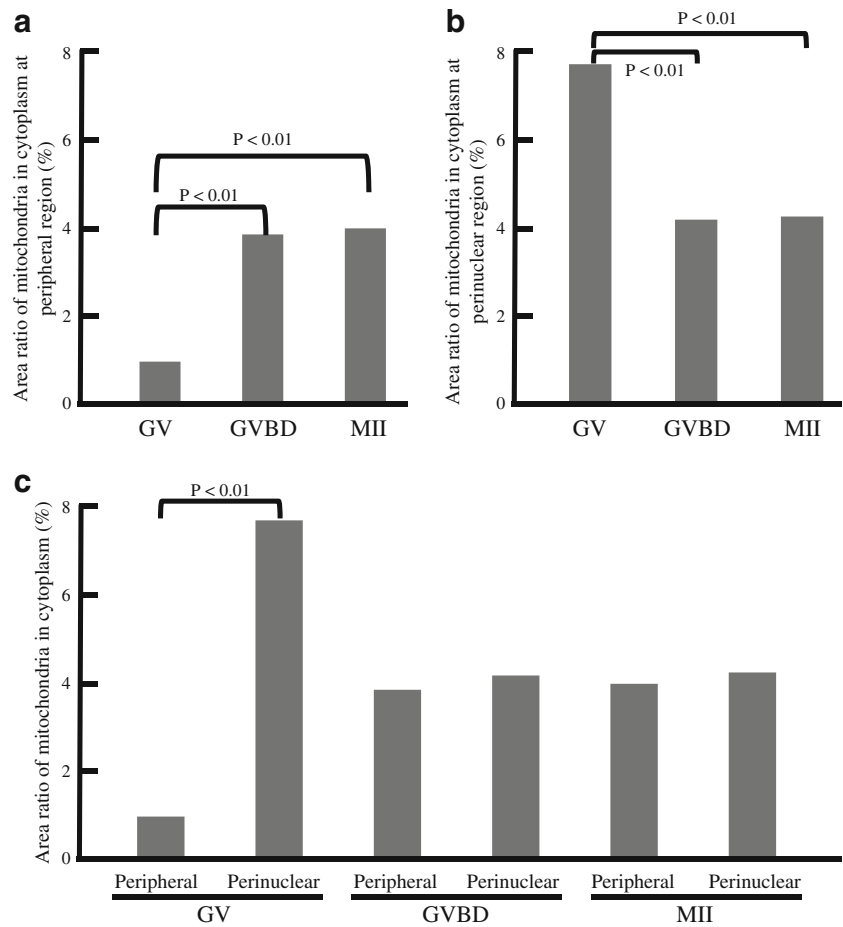 a
P < 0.01
P < 0.01
Area ratio of mitochondria in cytoplasm at
peripheral region (%)
8
6
4
2
0
GV GVBD MII
b
P < 0.01
P < 0.01
Area ratio of mitochondria in cytoplasm at
perinuclear region (%)
8
6
4
2
0
GV GVBD MII
c
P < 0.01
Area ratio of mitochondria in cytoplasm (%)
8
6
4
2
0
Peripheral Perinuclear Peripheral Perinuclear Peripheral Perinuclear
GV GVBD MII